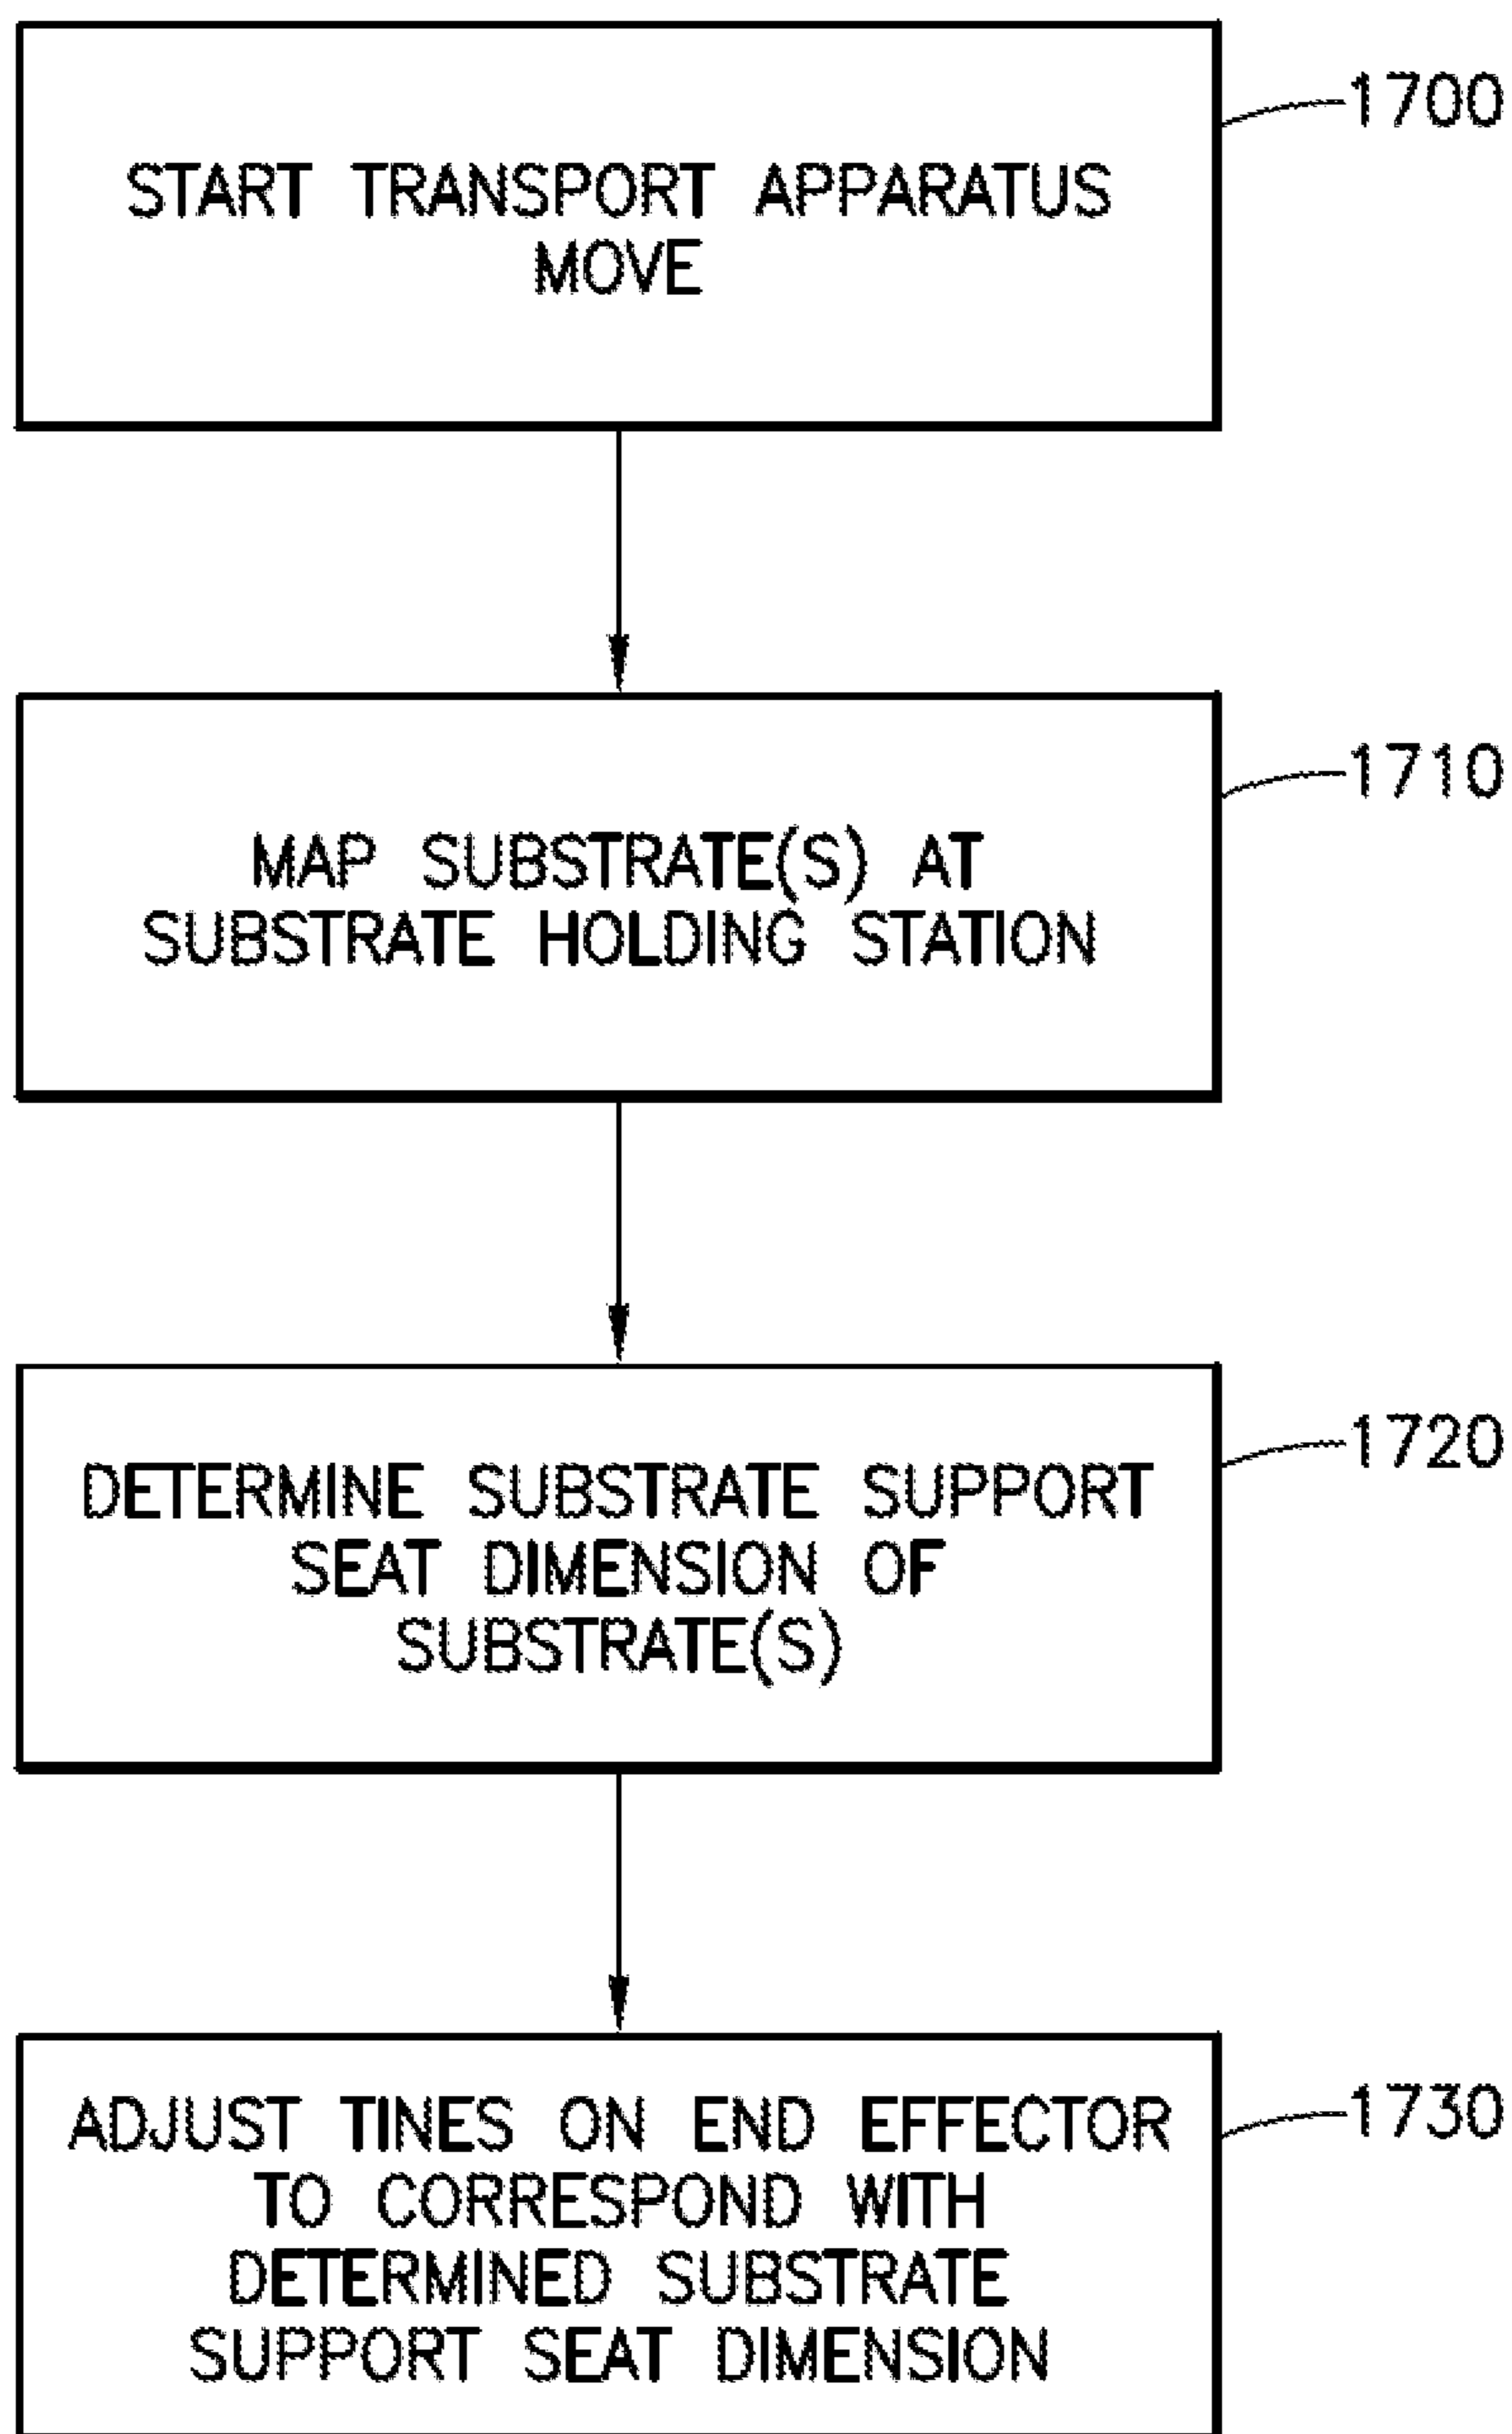 1700
START TRANSPORT APPARATUS
MOVE
1710
MAP SUBSTRATE(S) AT
SUBSTRATE HOLDING STATION
1720
DETERMINE SUBSTRATE SUPPORT
SEAT DIMENSION OF
SUBSTRATE(S)
1730
ADJUST TINES ON END EFFECTOR
TO CORRESPOND WITH
DETERMINED SUBSTRATE
SUPPORT SEAT DIMENSION